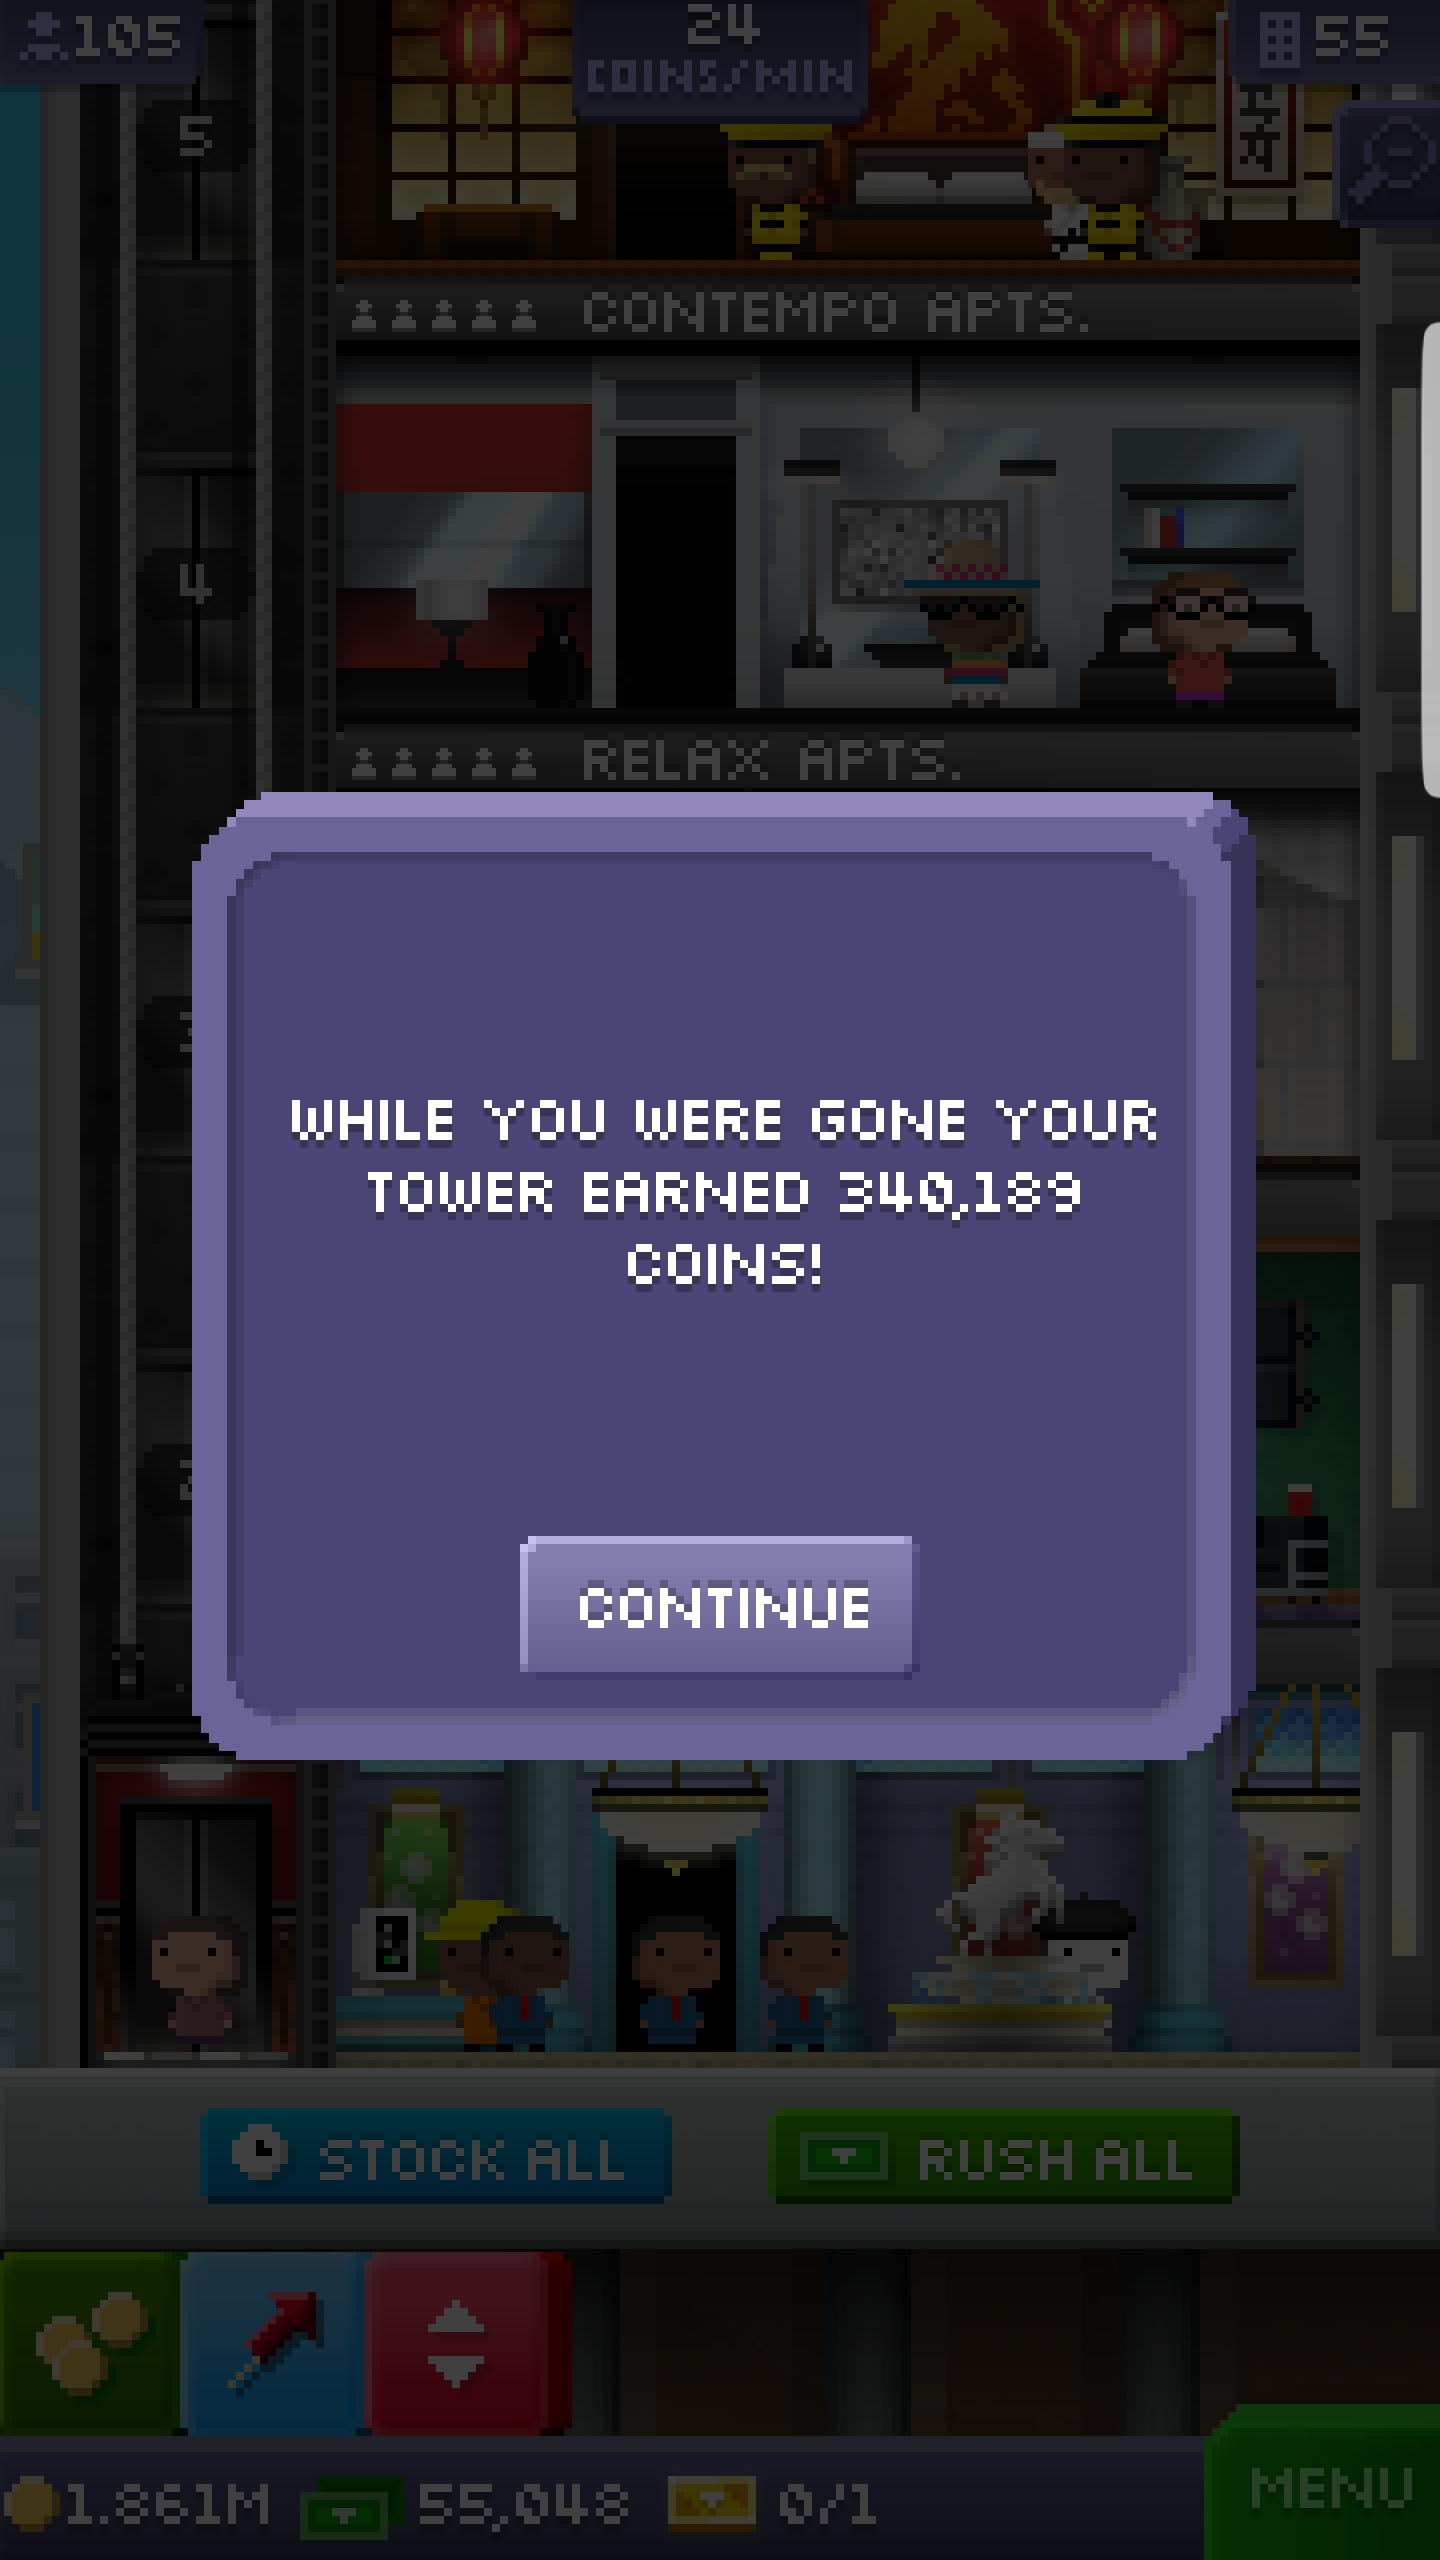 105
24
COINS/MIN
55
5
CONTEMPO APTS.
4
RELAX APTS.
WHILE YOU WERE GONE YOUR
TOWER EARNED 340,189
COINS!
CONTINUE
STOCK ALL
RUSH ALL
1.861M
55,048
0/1
MENU